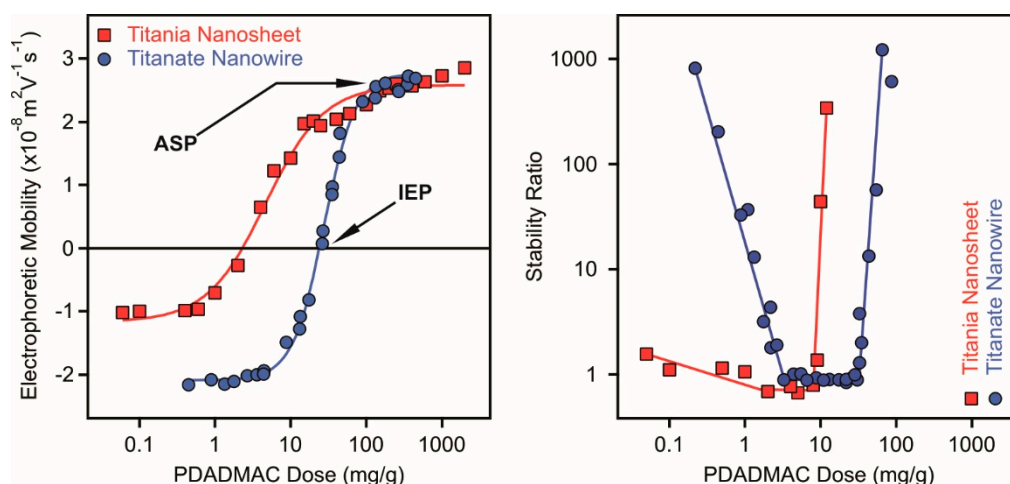 Titania Nanosheet
Titanate Nanowire
Electrophoretic Mobility (x10⁻⁸ m²V⁻¹ s⁻¹)
3
2
1
0
-1
-2
ASP
IEP
0.1
1
10
100
1000
PDADMAC Dose (mg/g)
Stability Ratio
1000
100
10
1
Titania Nanosheet
Titanate Nanowire
0.1
1
10
100
1000
PDADMAC Dose (mg/g)